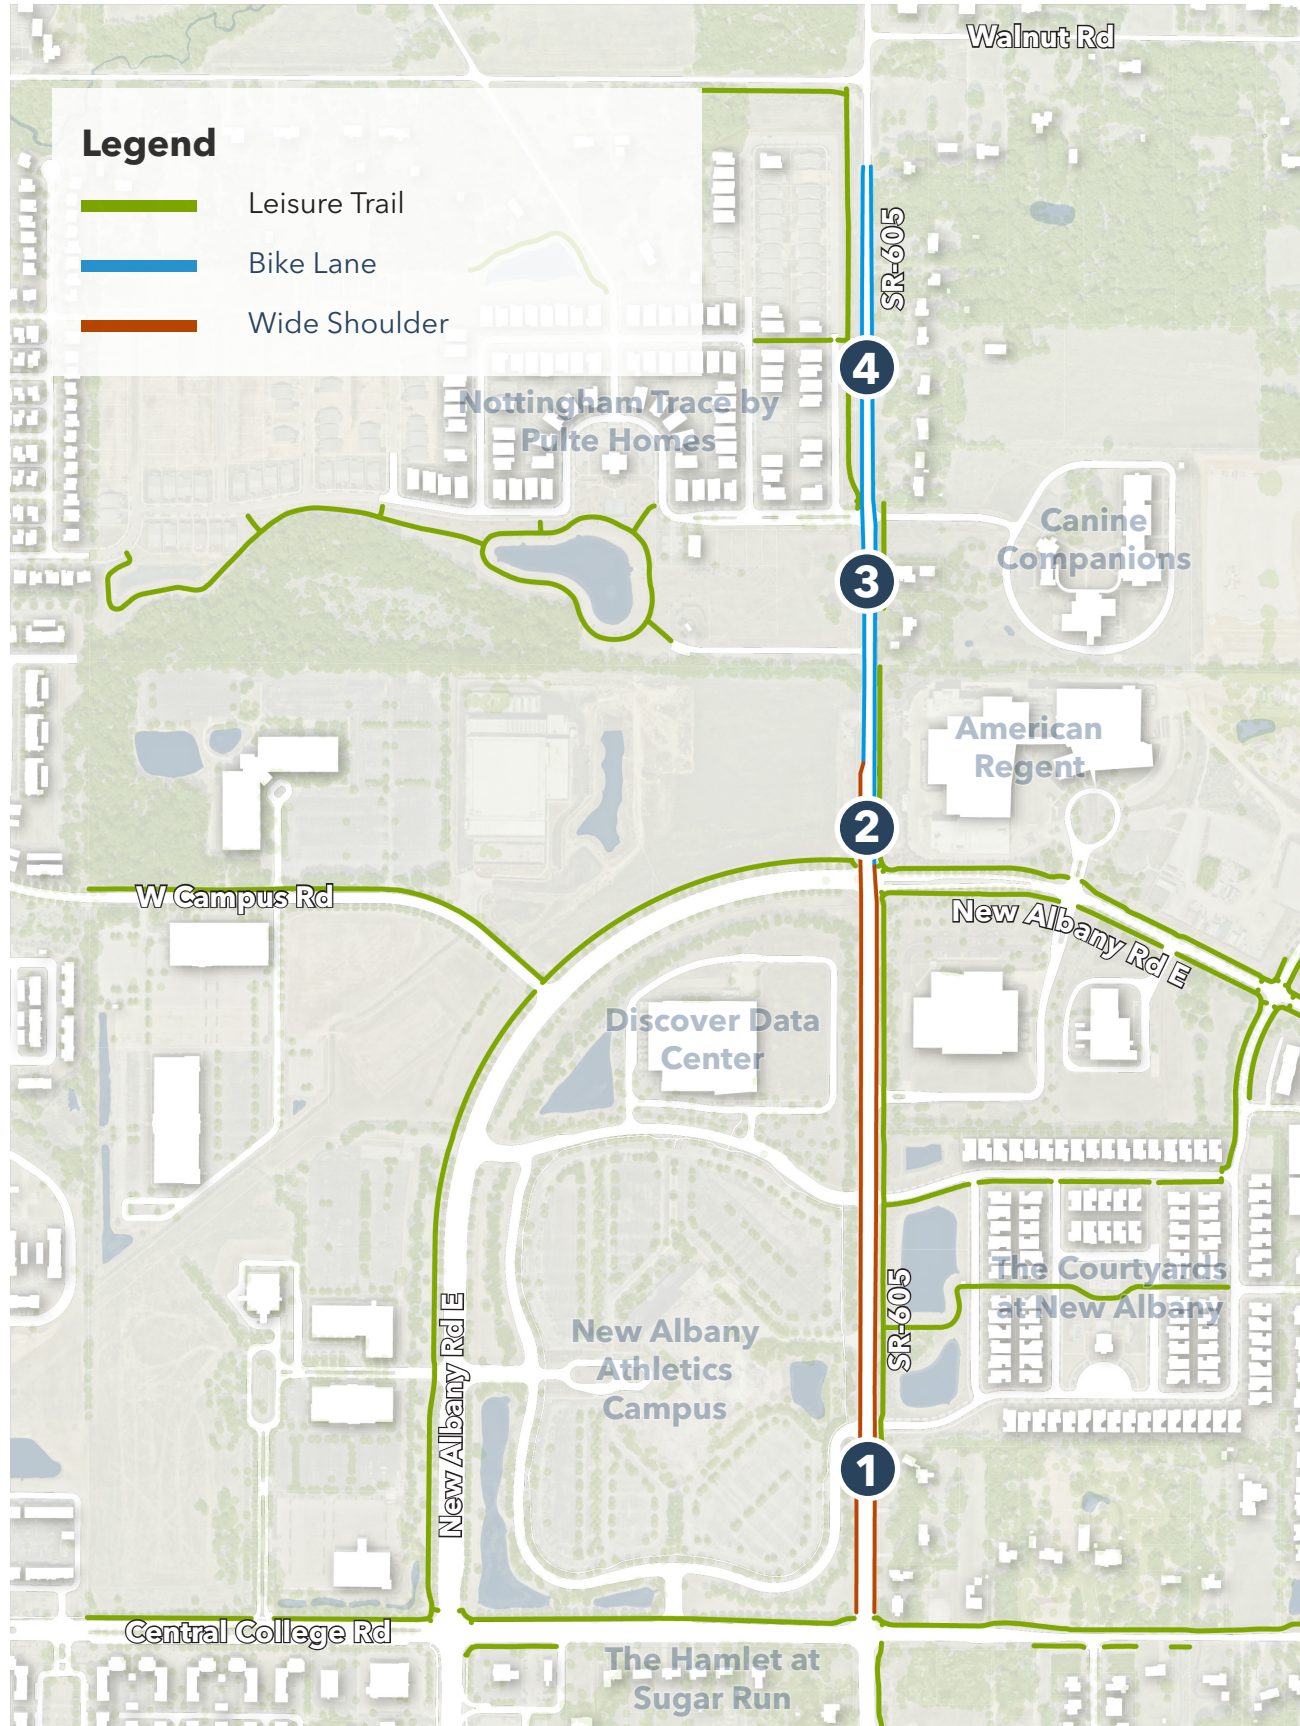 Walnut Rd
Legend
Leisure Trail
Bike Lane
Wide Shoulder
SR-605
4
Nottingham Trace by
Pulte Homes
Canine
Companions
3
American
Regent
2
W Campus Rd
New Albany Rd E
Discover Data
Center
The Courtyards
at New Albany
SR-605
New Albany Rd E
New Albany
Athletics
Campus
1
Central College Rd
The Hamlet at
Sugar Run